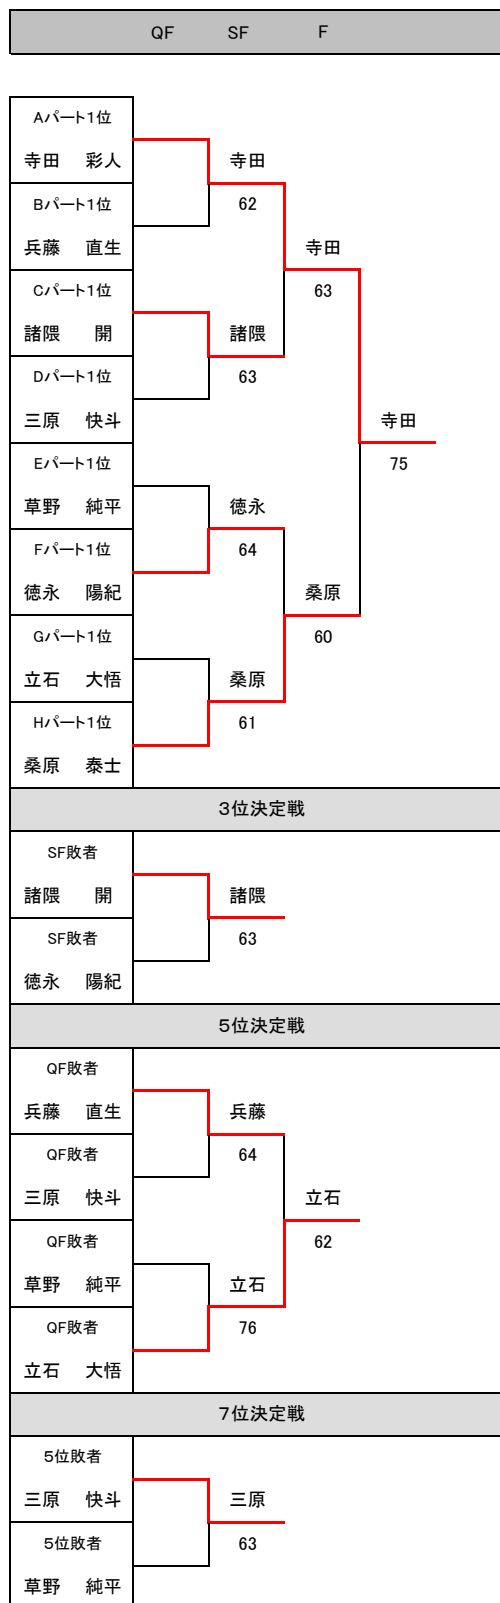 QF SF F
Aパート1位
寺田 彩人 寺田
Bパート1位 62
兵藤 直生 寺田
Cパート1位 63
諸隈 開 諸隈
Dパート1位 63
三原 快斗 寺田
Eパート1位 75
草野 純平 徳永
Fパート1位 64
徳永 陽紀 桑原
Gパート1位 60
立石 大悟 桑原
Hパート1位 61
桑原 泰士
3位決定戦
SF敗者
諸隈 開 諸隈
SF敗者 63
徳永 陽紀
5位決定戦
QF敗者
兵藤 直生 兵藤
QF敗者 64
三原 快斗 立石
QF敗者 62
草野 純平 立石
QF敗者 76
立石 大悟
7位決定戦
5位敗者
三原 快斗 三原
5位敗者 63
草野 純平